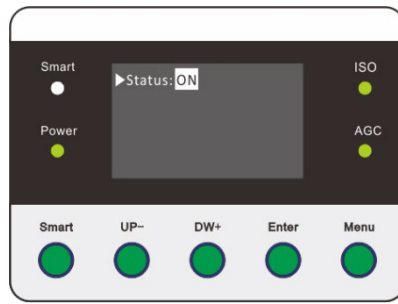 Smart
ISO
▶Status: ON
Power
AGC
Smart UP- DW+ Enter Menu